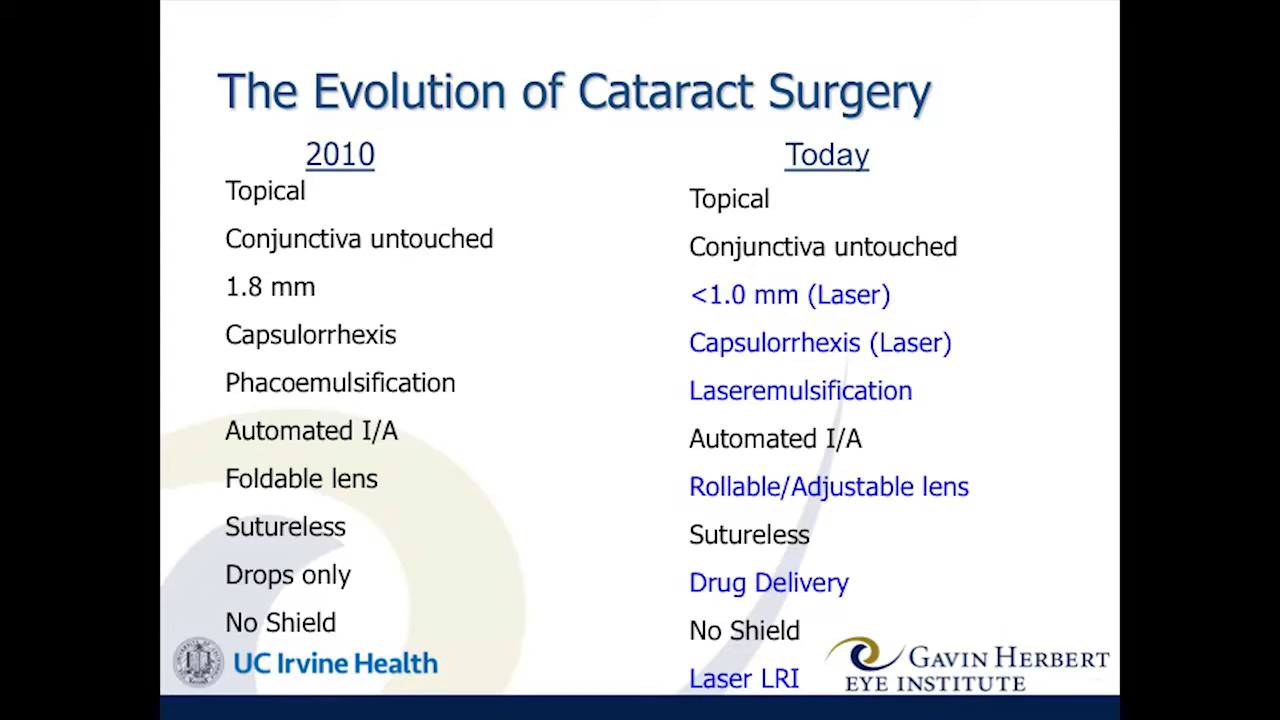 The Evolution of Cataract Surgery
2010
Topical
Conjunctiva untouched
1.8 mm
Capsulorrhexis
Phacoemulsification
Automated I/A
Foldable lens
Sutureless
Drops only
No Shield
Today
Topical
Conjunctiva untouched
<1.0 mm (Laser)
Capsulorrhexis (Laser)
Laseremulsification
Automated I/A
Rollable/Adjustable lens
Sutureless
Drug Delivery
No Shield
Laser LRI
UC Irvine Health
GAVIN HERBERT
EYE INSTITUTE